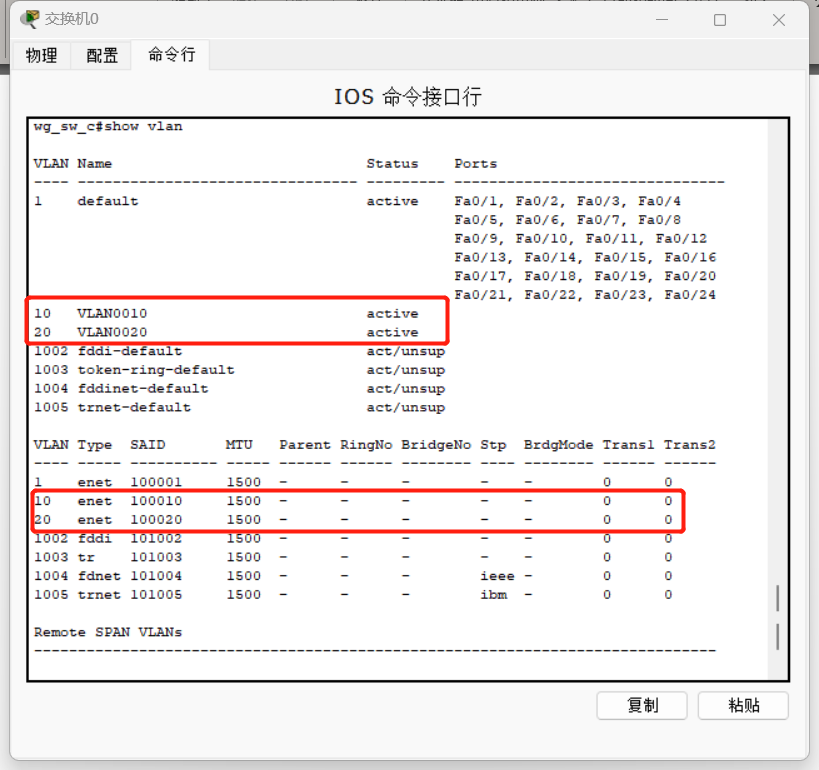 交换机0
物理 配置 命令行
IOS 命令接口行
wg_sw_c#show vlan
VLAN Name                             Status    Ports
---- -------------------------------- --------- -------------------------------
1    default                          active    Fa0/1, Fa0/2, Fa0/3, Fa0/4
                                                Fa0/5, Fa0/6, Fa0/7, Fa0/8
                                                Fa0/9, Fa0/10, Fa0/11, Fa0/12
                                                Fa0/13, Fa0/14, Fa0/15, Fa0/16
                                                Fa0/17, Fa0/18, Fa0/19, Fa0/20
                                                Fa0/21, Fa0/22, Fa0/23, Fa0/24
10   VLAN0010                         active
20   VLAN0020                         active
1002 fddi-default                     act/unsup
1003 token-ring-default               act/unsup
1004 fddinet-default                  act/unsup
1005 trnet-default                    act/unsup
VLAN Type  SAID       MTU   Parent RingNo BridgeNo Stp  BrdgMode Trans1 Trans2
---- ----- ---------- ----- ------ ------ -------- ---- -------- ------ ------
1    enet  100001     1500  -      -      -        -    -        0      0
10   enet  100010     1500  -      -      -        -    -        0      0
20   enet  100020     1500  -      -      -        -    -        0      0
1002 fddi  101002     1500  -      -      -        -    -        0      0
1003 tr    101003     1500  -      -      -        -    -        0      0
1004 fdnet 101004     1500  -      -      -        ieee -        0      0
1005 trnet 101005     1500  -      -      -        ibm  -        0      0
Remote SPAN VLANs
------------------------------------------------------------------------------
复制 粘贴